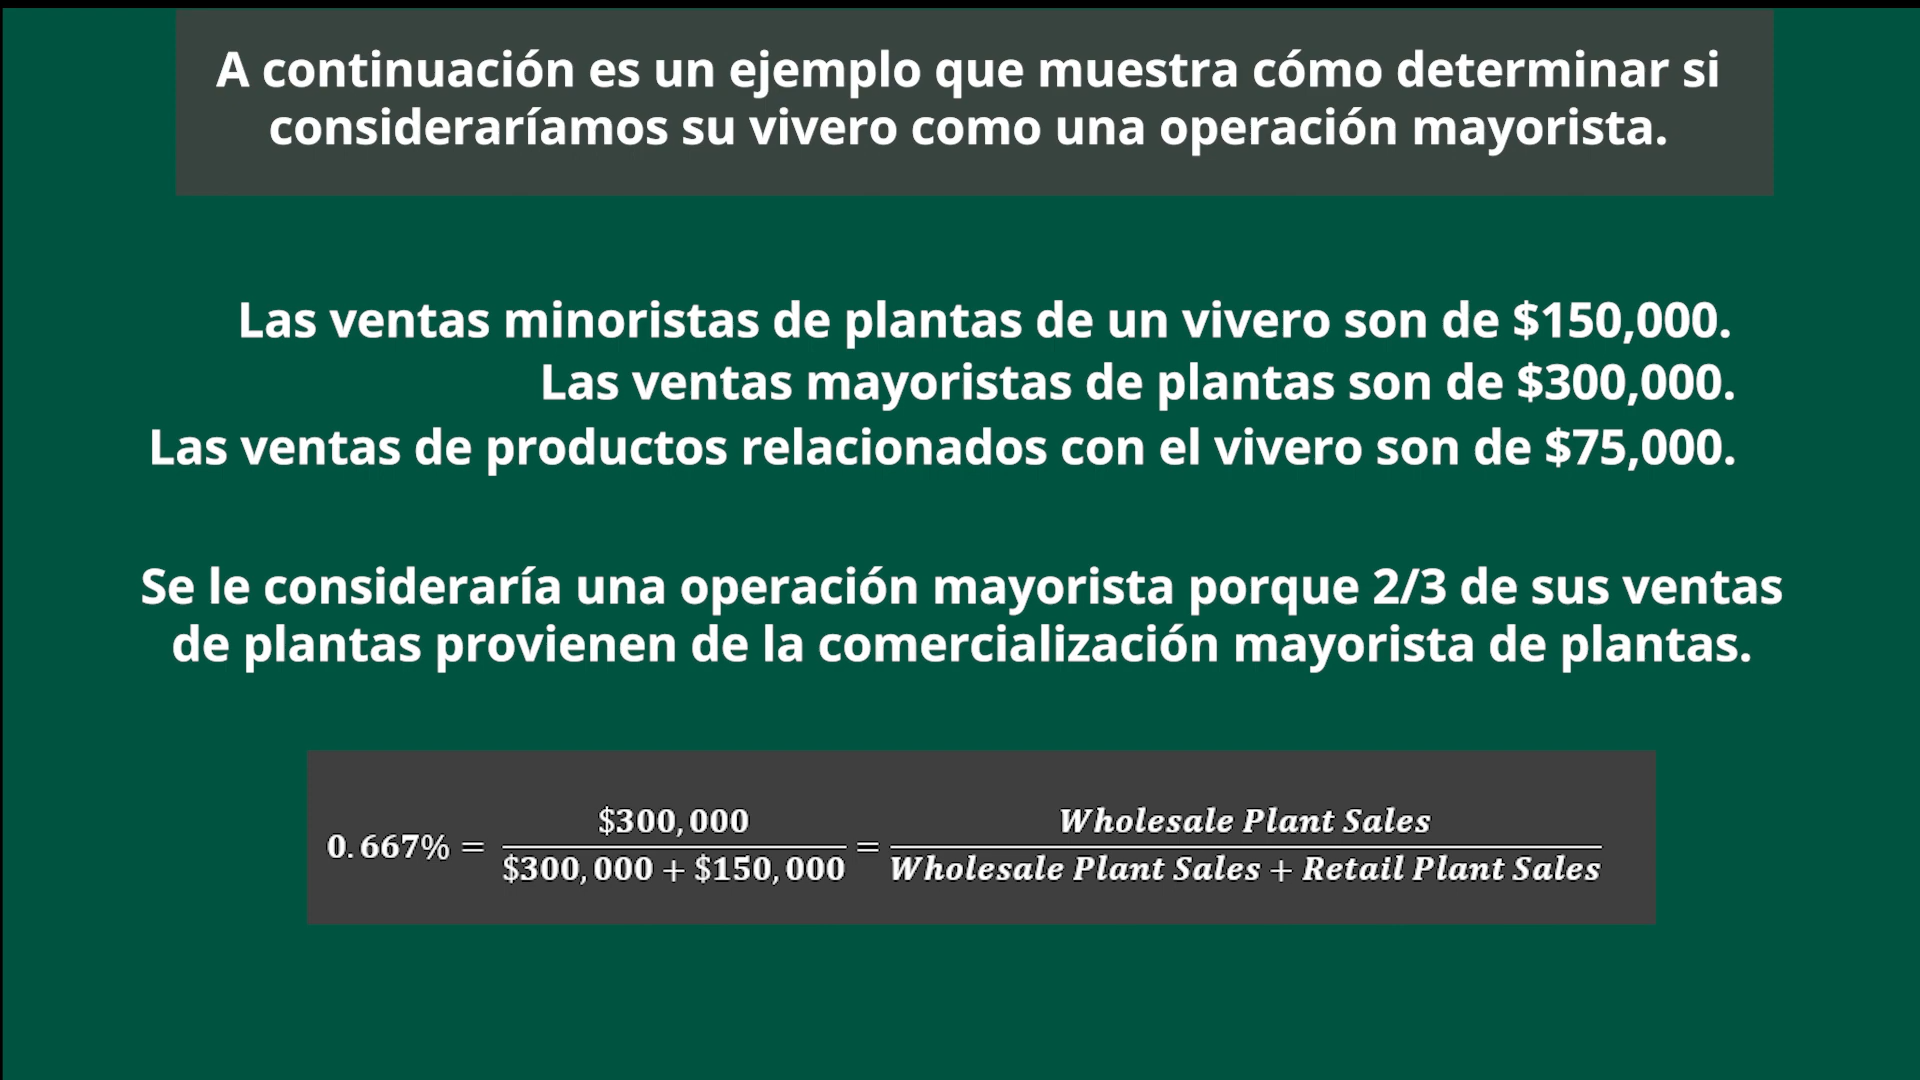 A continuación es un ejemplo que muestra cómo determinar si
consideraríamos su vivero como una operación mayorista.
Las ventas minoristas de plantas de un vivero son de $150,000.
Las ventas mayoristas de plantas son de $300,000.
Las ventas de productos relacionados con el vivero son de $75,000.
Se le consideraría una operación mayorista porque 2/3 de sus ventas
de plantas provienen de la comercialización mayorista de plantas.
0.667% = $300,000 / ($300,000 + $150,000) = Wholesale Plant Sales / (Wholesale Plant Sales + Retail Plant Sales)